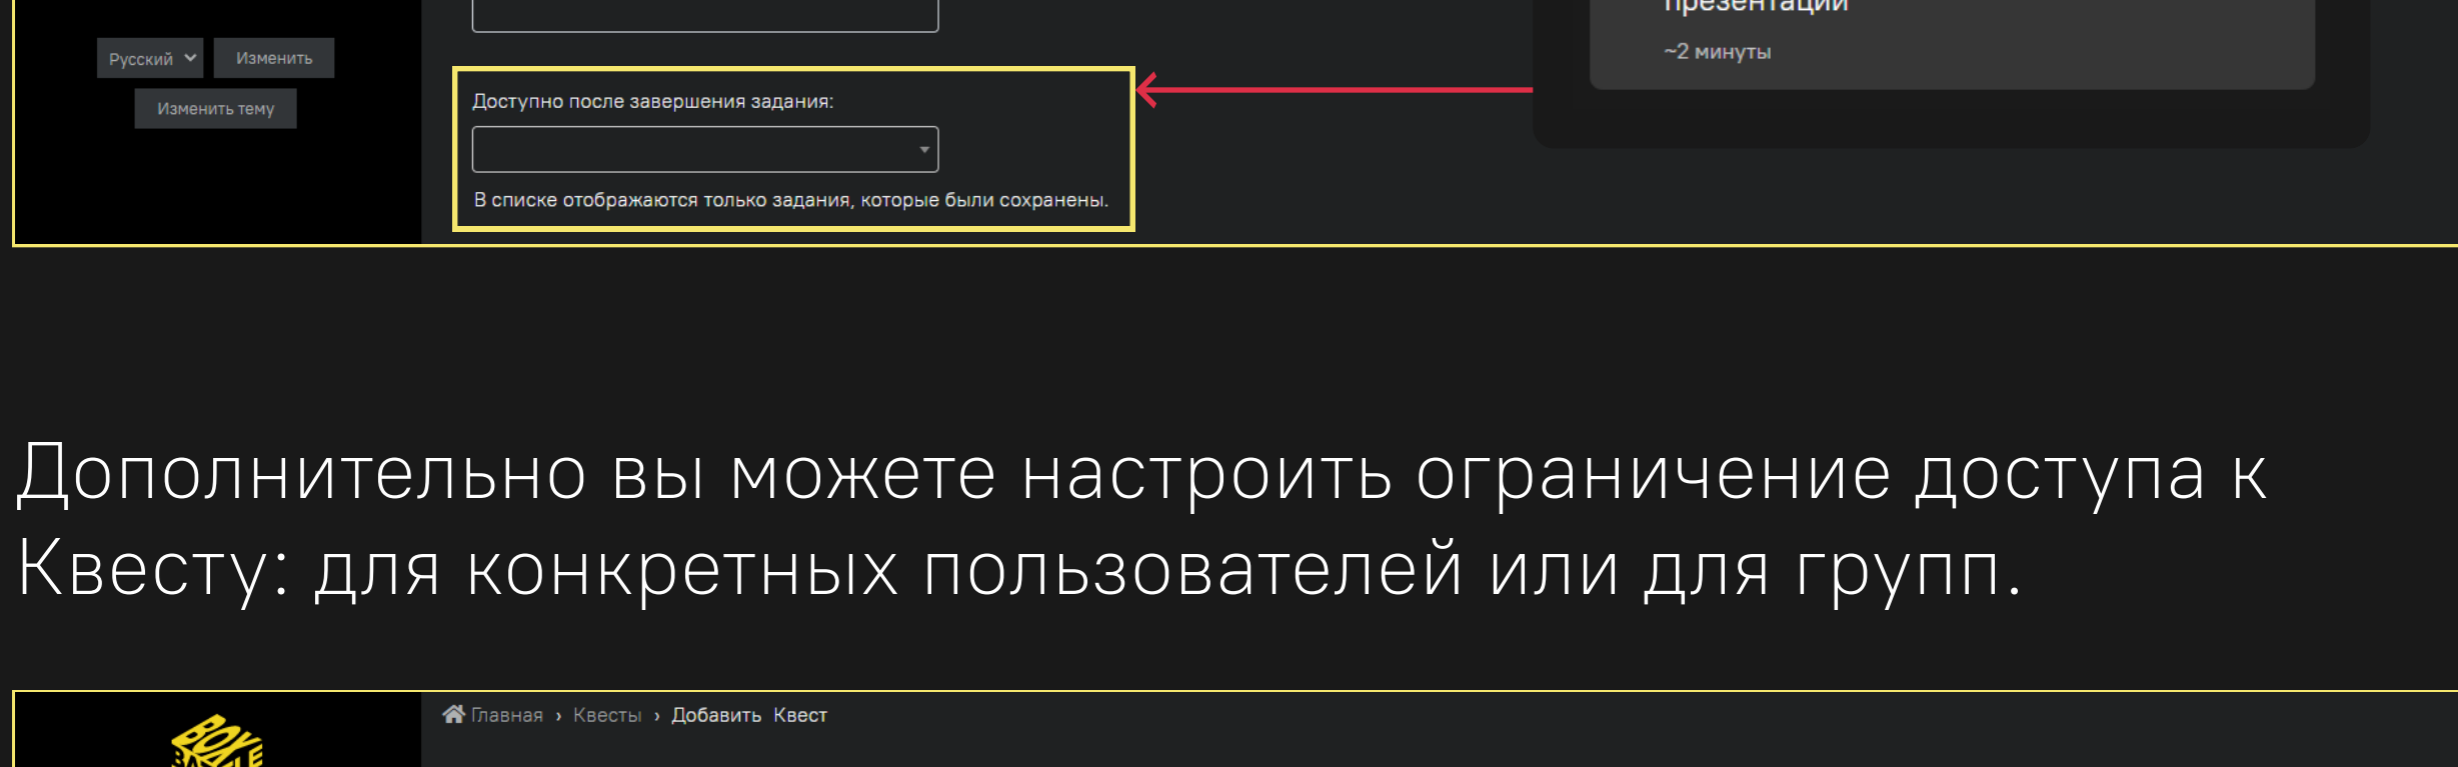 презентации
~2 минуты
Русский
Изменить
Изменить тему
Доступно после завершения задания:
В списке отображаются только задания, которые были сохранены.
Дополнительно вы можете настроить ограничение доступа к
Квесту: для конкретных пользователей или для групп.
Главная › Квесты › Добавить Квест